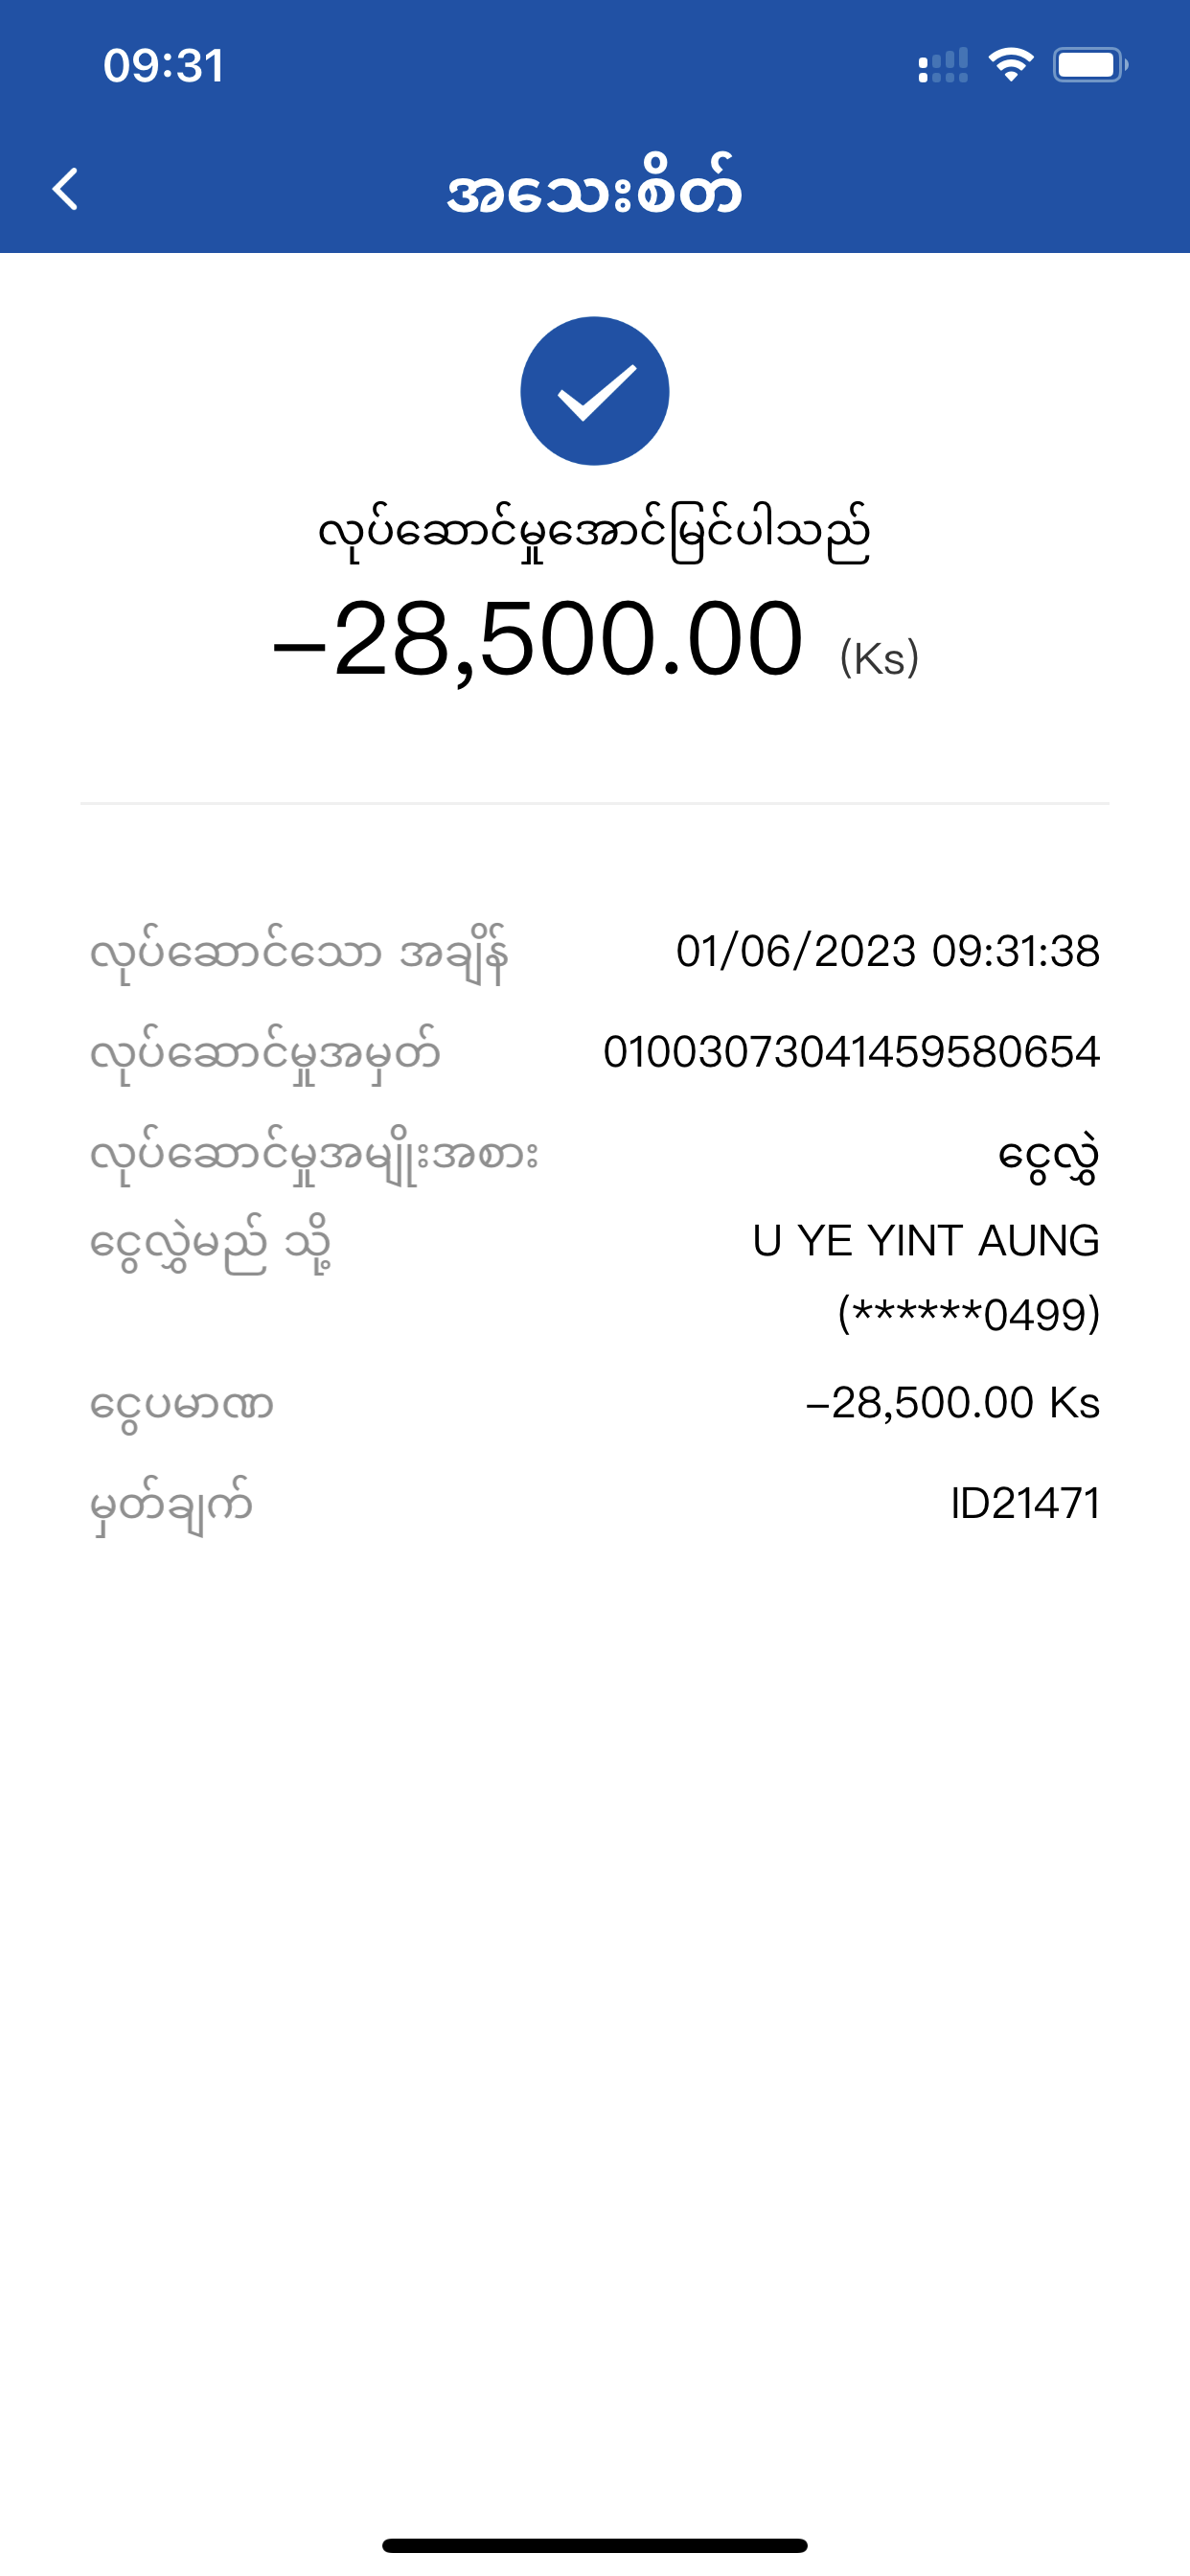 09:31
အသေးစိတ်
လုပ်ဆောင်မှုအောင်မြင်ပါသည်
-28,500.00 (Ks)
လုပ်ဆောင်သော အချိန် 01/06/2023 09:31:38
လုပ်ဆောင်မှုအမှတ် 01003073041459580654
လုပ်ဆောင်မှုအမျိုးအစား ငွေလွှဲ
ငွေလွှဲမည် သို့ U YE YINT AUNG
(******0499)
ငွေပမာဏ -28,500.00 Ks
မှတ်ချက် ID21471